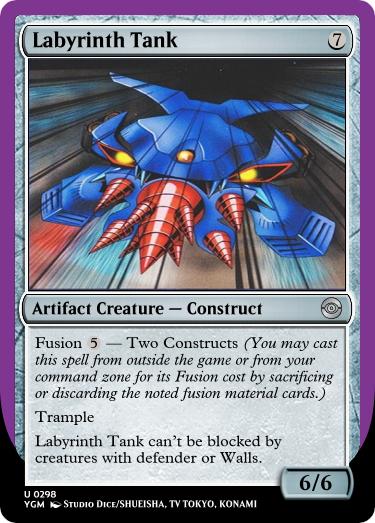 Labyrinth Tank 7
Artifact Creature — Construct
Fusion 5 — Two Constructs (You may cast
this spell from outside the game or from your
command zone for its Fusion cost by sacrificing
or discarding the noted fusion material cards.)
Trample
Labyrinth Tank can't be blocked by
creatures with defender or Walls.
6/6
U 0298
YGM Studio Dice/SHUEISHA, TV TOKYO, KONAMI